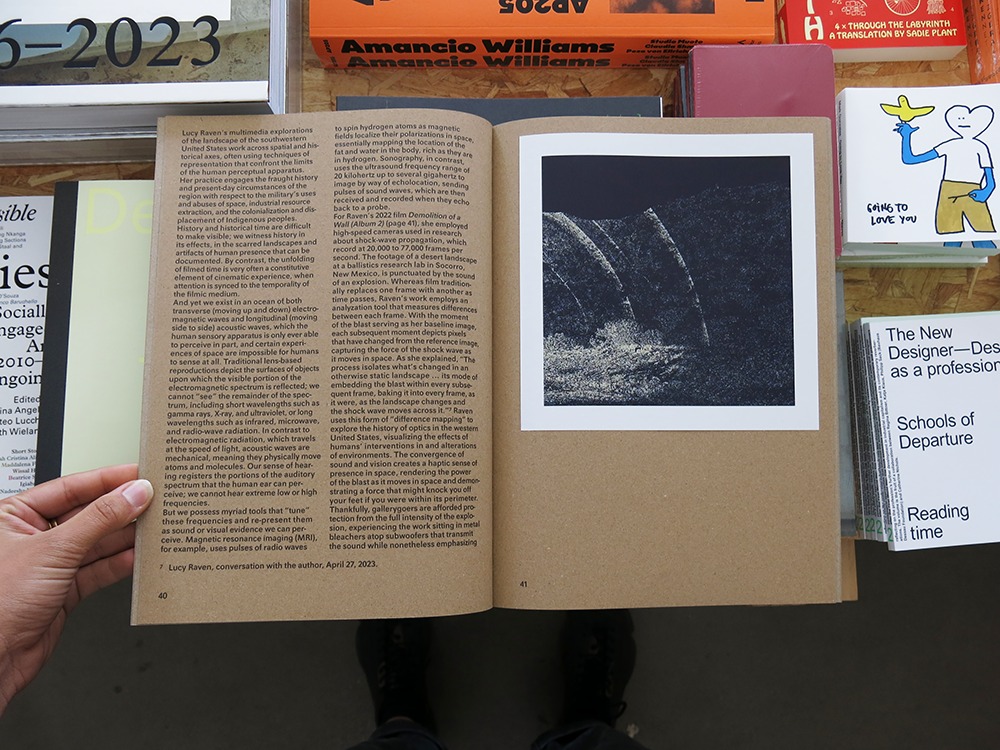 6–2023
AP205
Amancio Williams
Amancio Williams
Studio Muoto
TH
4 × THROUGH THE LABYRINTH
A TRANSLATION BY SADIE PLANT
Lucy Raven's multimedia explorations
of the landscape of the southwestern
United States work across spatial and his-
torical axes, often using techniques of
representation that confront the limits
of the human perceptual apparatus.
Her practice engages the fraught history
and present-day circumstances of the
region with respect to the military's uses
and abuses of space, industrial resource
extraction, and the colonialization and dis-
placement of Indigenous peoples.
History and historical time are difficult
to make visible; we witness history in
its effects, in the scarred landscapes and
artifacts of human presence that can be
documented. By contrast, the unfolding
of filmed time is very often a constitutive
element of cinematic experience, when
attention is synced to the temporality of
the filmic medium.
And yet we exist in an ocean of both
transverse (moving up and down) electro-
magnetic waves and longitudinal (moving
side to side) acoustic waves, which the
human sensory apparatus is only ever able
to perceive in part, and certain experi-
ences of space are impossible for humans
to sense at all. Traditional lens-based
reproductions depict the surfaces of objects
upon which the visible portion of the
electromagnetic spectrum is reflected; we
cannot "see" the remainder of the spec-
trum, including short wavelengths such as
gamma rays, X-ray, and ultraviolet, or long
wavelengths such as infrared, microwave,
and radio-wave radiation. In contrast to
electromagnetic radiation, which travels
at the speed of light, acoustic waves are
mechanical, meaning they physically move
atoms and molecules. Our sense of hear-
ing registers the portions of the auditory
spectrum that the human ear can per-
ceive; we cannot hear extreme low or high
frequencies.
But we possess myriad tools that "tune"
these frequencies and re-present them
as sound or visual evidence we can per-
ceive. Magnetic resonance imaging (MRI),
for example, uses pulses of radio waves
to spin hydrogen atoms as magnetic
fields localize their polarizations in space,
essentially mapping the location of the
fat and water in the body, rich as they are
in hydrogen. Sonography, in contrast,
uses the ultrasound frequency range of
20 kilohertz up to several gigahertz to
image by way of echolocation, sending
pulses of sound waves, which are then
received and recorded when they echo
back to a probe.
For Raven's 2022 film Demolition of a
Wall (Album 2) (page 41), she employed
high-speed cameras used in research
about shock-wave propagation, which
record at 20,000 to 77,000 frames per
second. The footage of a desert landscape
at a ballistics research lab in Socorro,
New Mexico, is punctuated by the sound
of an explosion. Whereas film tradition-
ally replaces one frame with another as
time passes, Raven's work employs an
analyzation tool that measures differences
between each frame. With the moment
of the blast serving as her baseline image,
each subsequent moment depicts pixels
that have changed from the reference image,
capturing the force of the shock wave as
it moves in space. As she explained, "The
process isolates what's changed in an
otherwise static landscape … its mode of
embedding the blast within every subse-
quent frame, baking it into every frame, as
it were, as the landscape changes and
the shock wave moves across it."7 Raven
uses this form of "difference mapping" to
explore the history of optics in the western
United States, visualizing the effects of
humans' interventions in and alterations
of environments. The convergence of
sound and vision creates a haptic sense of
presence in space, rendering the power
of the blast as it moves in space and demon-
strating a force that might knock you off
your feet if you were within its perimeter.
Thankfully, gallerygoers are afforded pro-
tection from the full intensity of the explo-
sion, experiencing the work sitting in metal
bleachers atop subwoofers that transmit
the sound while nonetheless emphasizing
7 Lucy Raven, conversation with the author, April 27, 2023.
40
41
GOING TO
LOVE YOU
The New
Designer—Des
as a profession
Schools of
Departure
Reading
time
De
sible
ies
Sociall
ngage
Ar
2010–
ngoin
Edited
ina Angel
teo Lucch
th Wielan